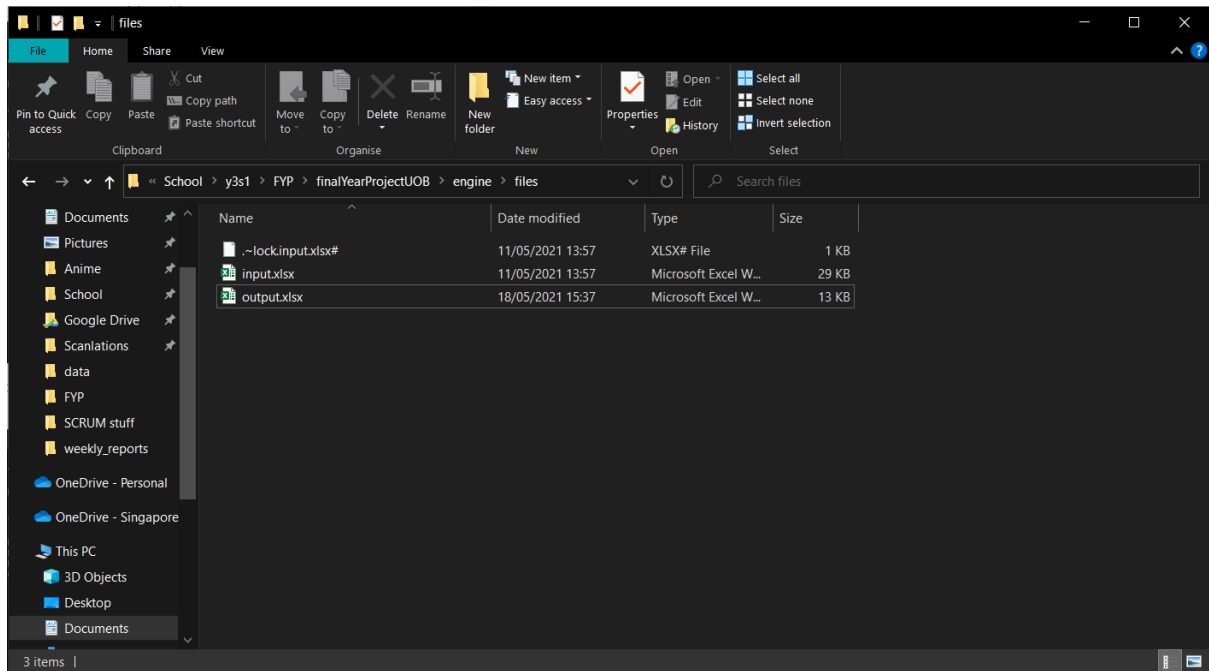 files
File Home Share View
Pin to Quick access
Copy
Paste
Cut
Copy path
Paste shortcut
Clipboard
Move to
Copy to
Delete
Rename
Organise
New folder
New item
Easy access
New
Properties
Open
Edit
History
Open
Select all
Select none
Invert selection
Select
« School > y3s1 > FYP > finalYearProjectUOB > engine > files
Search files
Documents
Pictures
Anime
School
Google Drive
Scanlations
data
FYP
SCRUM stuff
weekly_reports
OneDrive - Personal
OneDrive - Singapore
This PC
3D Objects
Desktop
Documents
Name Date modified Type Size
.~lock.input.xlsx# 11/05/2021 13:57 XLSX# File 1 KB
input.xlsx 11/05/2021 13:57 Microsoft Excel W... 29 KB
output.xlsx 18/05/2021 15:37 Microsoft Excel W... 13 KB
3 items